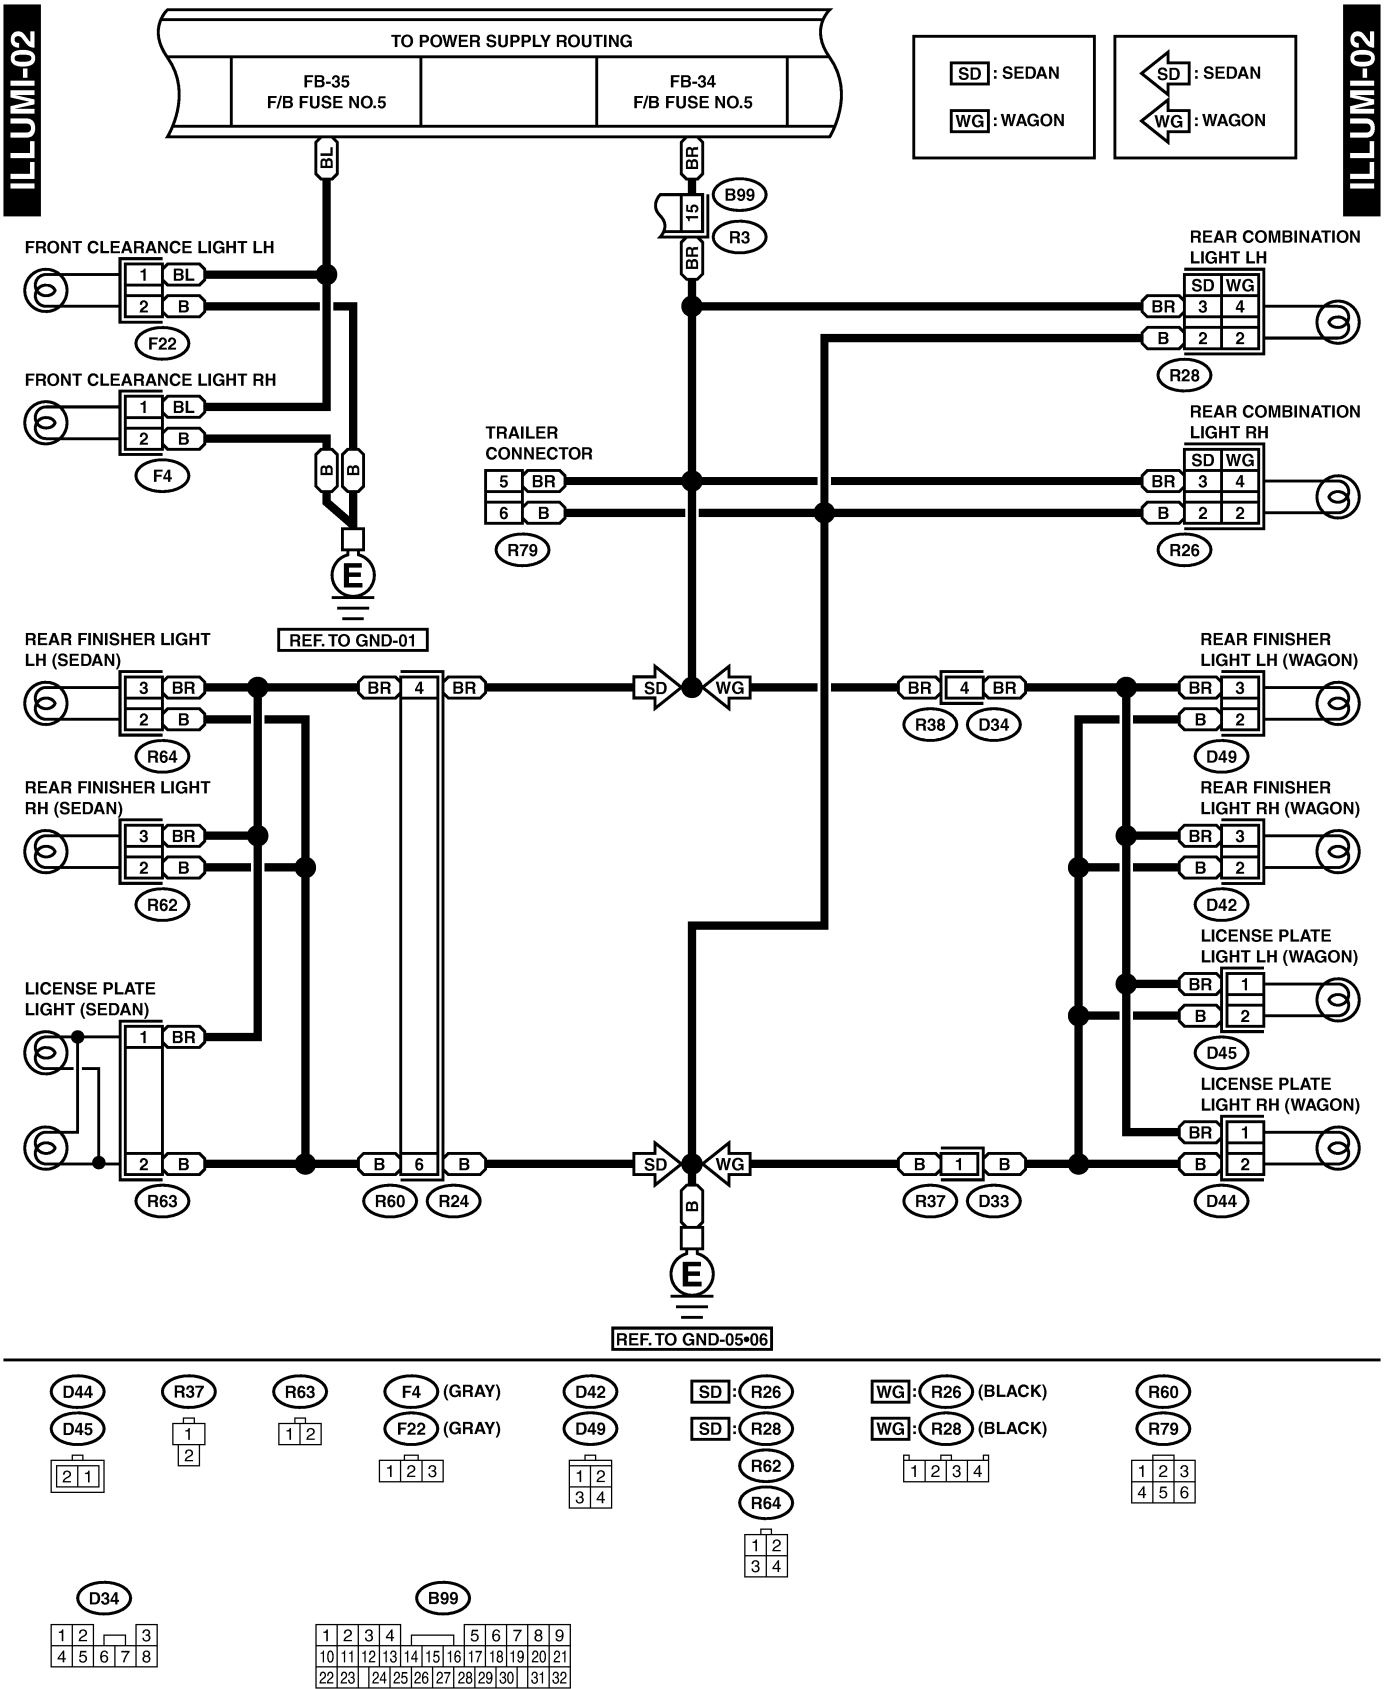 ILLUMI-02
ILLUMI-02
TO POWER SUPPLY ROUTING
FB-35
F/B FUSE NO.5
FB-34
F/B FUSE NO.5
SD : SEDAN
WG : WAGON
SD : SEDAN
WG : WAGON
BL
BR
15
B99
R3
BR
FRONT CLEARANCE LIGHT LH
1 BL
2 B
F22
FRONT CLEARANCE LIGHT RH
1 BL
2 B
F4
B
B
E
REF. TO GND-01
REAR COMBINATION
LIGHT LH
SD WG
BR 3 4
B 2 2
R28
REAR COMBINATION
LIGHT RH
SD WG
BR 3 4
B 2 2
R26
TRAILER
CONNECTOR
5 BR
6 B
R79
REAR FINISHER LIGHT
LH (SEDAN)
3 BR
2 B
R64
REAR FINISHER LIGHT
RH (SEDAN)
3 BR
2 B
R62
LICENSE PLATE
LIGHT (SEDAN)
1 BR
2 B
R63
BR 4 BR
B 6 B
R60 R24
SD WG
SD WG
BR 4 BR
R38 D34
B 1 B
R37 D33
REAR FINISHER
LIGHT LH (WAGON)
BR 3
B 2
D49
REAR FINISHER
LIGHT RH (WAGON)
BR 3
B 2
D42
LICENSE PLATE
LIGHT LH (WAGON)
BR 1
B 2
D45
LICENSE PLATE
LIGHT RH (WAGON)
BR 1
B 2
D44
B
E
REF. TO GND-05•06
D44
D45
2 1
R37
1
2
R63
1 2
F4 (GRAY)
F22 (GRAY)
1 2 3
D42
D49
1 2
3 4
SD : R26
SD : R28
R62
R64
1 2
3 4
WG : R26 (BLACK)
WG : R28 (BLACK)
1 2 3 4
R60
R79
1 2 3
4 5 6
D34
1 2 3
4 5 6 7 8
B99
1 2 3 4 5 6 7 8 9
10 11 12 13 14 15 16 17 18 19 20 21
22 23 24 25 26 27 28 29 30 31 32